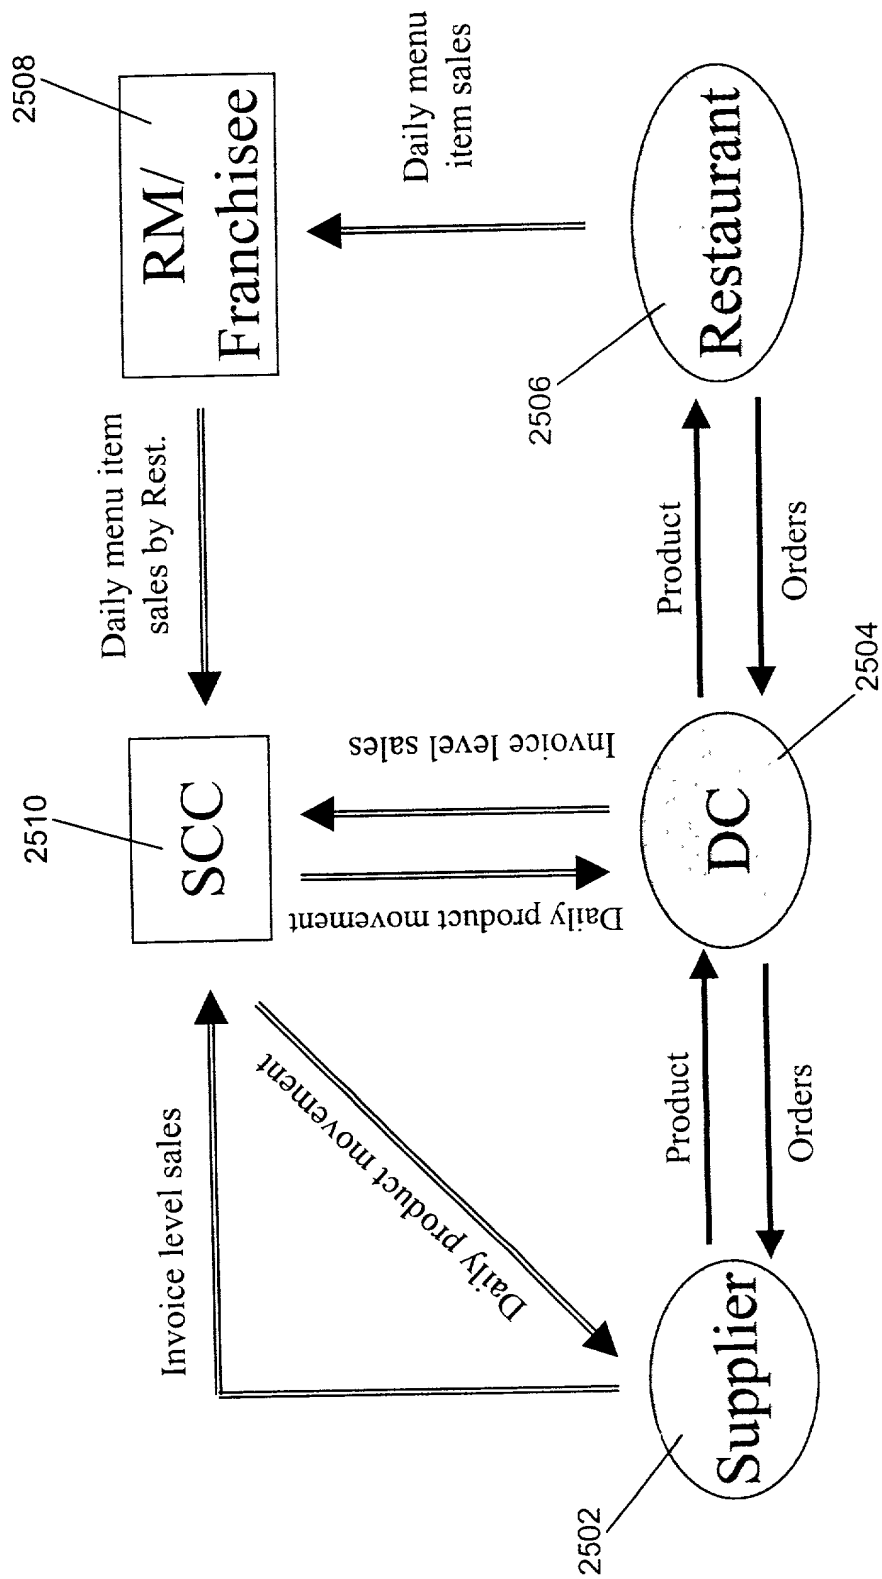 2510
2508
SCC
RM/
Franchisee
Invoice level sales
Daily menu item
sales by Rest.
Daily product movement
Daily product movement
Invoice level sales
Daily menu
item sales
2502
2506
Product
Product
Supplier
DC
Restaurant
Orders
Orders
2504